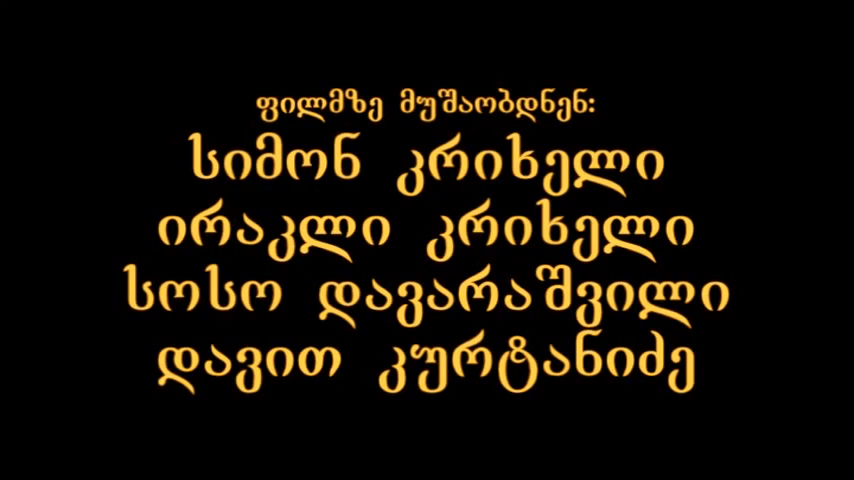 ფილმზე მუშაობდნენ:
სიმონ კრიხელი
ირაკლი კრიხელი
სოსო დავარაშვილი
დავით კურტანიძე